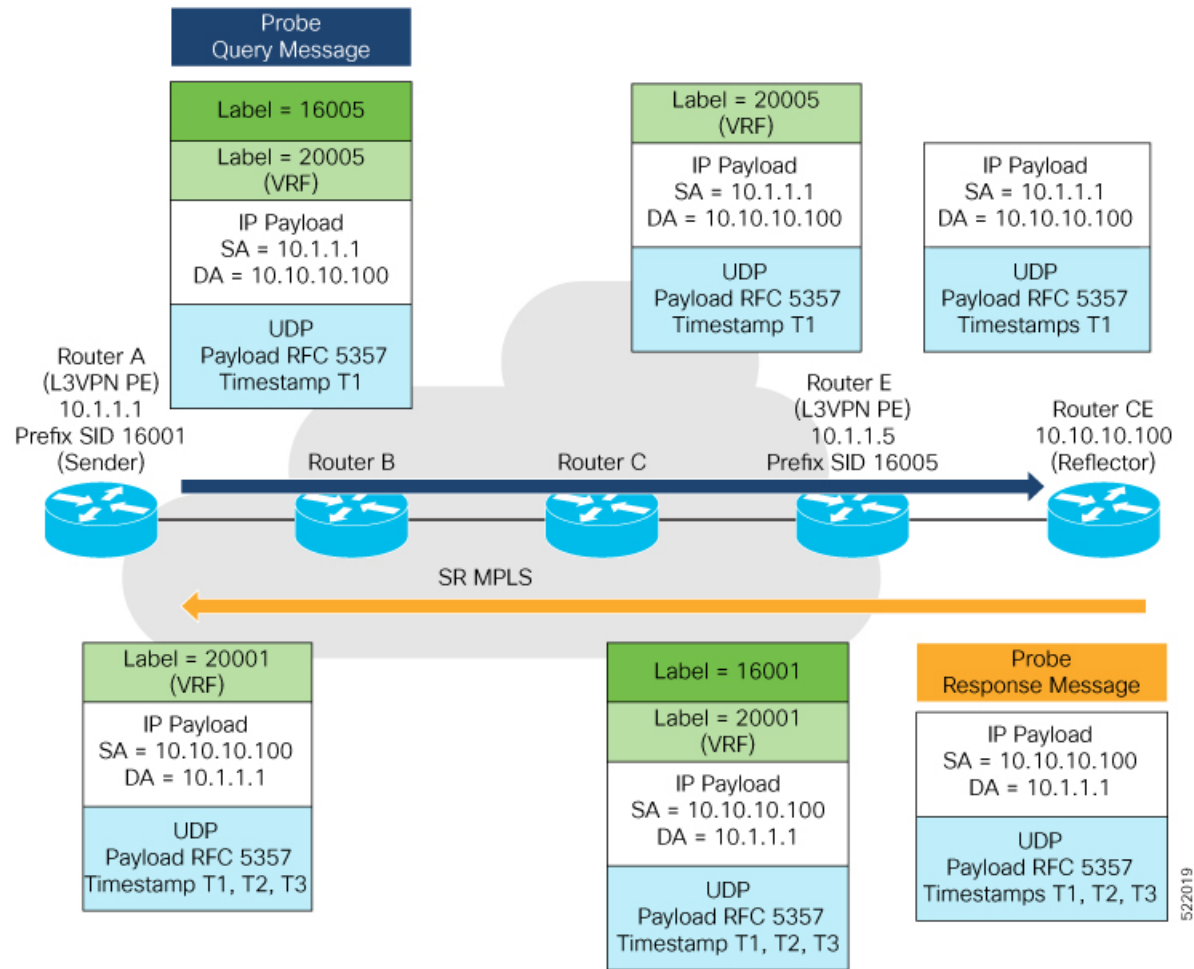 Probe
Query Message
Label = 16005
Label = 20005
(VRF)
IP Payload
SA = 10.1.1.1
DA = 10.10.10.100
UDP
Payload RFC 5357
Timestamp T1
Label = 20005
(VRF)
IP Payload
SA = 10.1.1.1
DA = 10.10.10.100
UDP
Payload RFC 5357
Timestamp T1
IP Payload
SA = 10.1.1.1
DA = 10.10.10.100
UDP
Payload RFC 5357
Timestamps T1
Router A
(L3VPN PE)
10.1.1.1
Prefix SID 16001
(Sender)
Router B
Router C
Router E
(L3VPN PE)
10.1.1.5
Prefix SID 16005
Router CE
10.10.10.100
(Reflector)
SR MPLS
Label = 20001
(VRF)
IP Payload
SA = 10.10.10.100
DA = 10.1.1.1
UDP
Payload RFC 5357
Timestamp T1, T2, T3
Label = 16001
Label = 20001
(VRF)
IP Payload
SA = 10.10.10.100
DA = 10.1.1.1
UDP
Payload RFC 5357
Timestamp T1, T2, T3
Probe
Response Message
IP Payload
SA = 10.10.10.100
DA = 10.1.1.1
UDP
Payload RFC 5357
Timestamps T1, T2, T3
522019